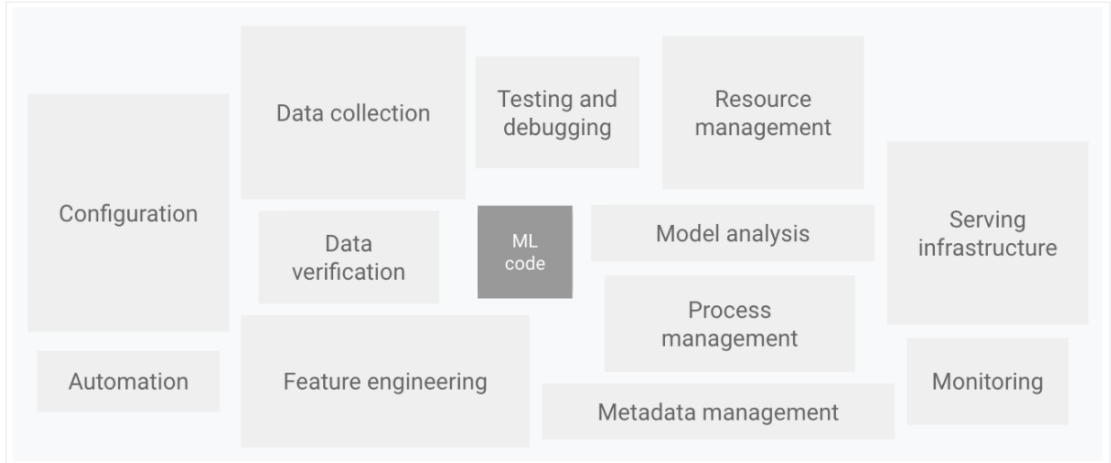 Configuration
Automation
Data collection
Data
verification
Feature engineering
Testing and
debugging
ML
code
Resource
management
Model analysis
Process
management
Metadata management
Serving
infrastructure
Monitoring